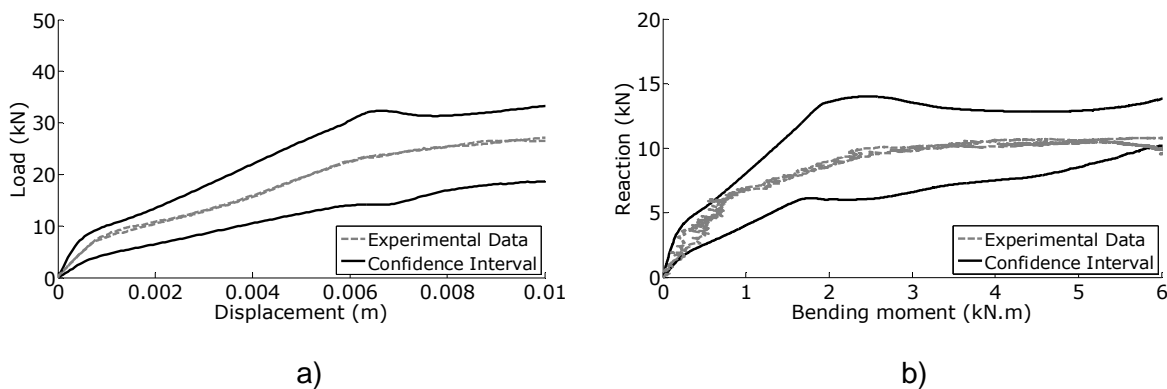 50
40
30
20
10
0
Load (kN)
0
0.002
0.004
0.006
0.008
0.01
Displacement (m)
Experimental Data
Confidence Interval
a)
20
15
10
5
0
Reaction (kN)
0
1
2
3
4
5
6
Bending moment (kN.m)
Experimental Data
Confidence Interval
b)